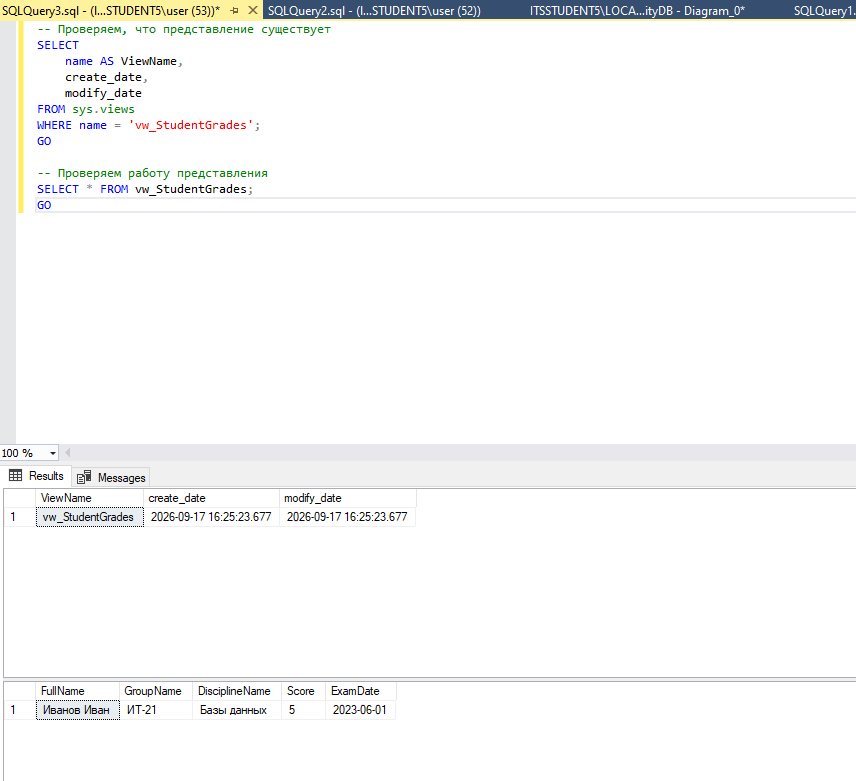 SQLQuery3.sql - (l...STUDENT5\user (53))* SQLQuery2.sql - (l...STUDENT5\user (52)) ITSSTUDENT5\LOCA...ityDB - Diagram_0* SQLQuery1.
-- Проверяем, что представление существует
SELECT
name AS ViewName,
create_date,
modify_date
FROM sys.views
WHERE name = 'vw_StudentGrades';
GO
-- Проверяем работу представления
SELECT * FROM vw_StudentGrades;
GO
100 %
Results Messages
ViewName create_date modify_date
1 vw_StudentGrades 2026-09-17 16:25:23.677 2026-09-17 16:25:23.677
FullName GroupName DisciplineName Score ExamDate
1 Иванов Иван ИТ-21 Базы данных 5 2023-06-01